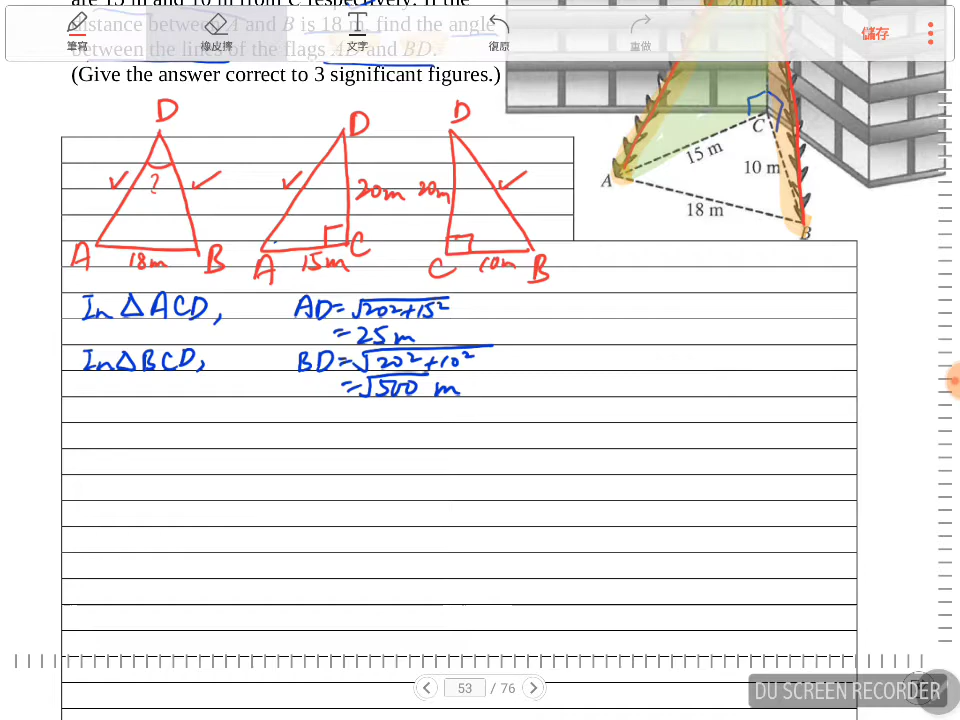 are 15 m and 10 m from C respectively. If the
distance between A and B is 18 m, find the angle
between the lines of the flags AD and BD.
(Give the answer correct to 3 significant figures.)
筆寫
橡皮擦
文字
復原
重做
儲存
20 m
C
15 m
10 m
A
18 m
B
D
?
A
18m
B
D
20m
A
15m
C
D
20m
C
10m
B
In △ACD, AD=√20²+15²
= 25 m
In △BCD, BD=√20²+10²
=√500 m
53 / 76
DU SCREEN RECORDER